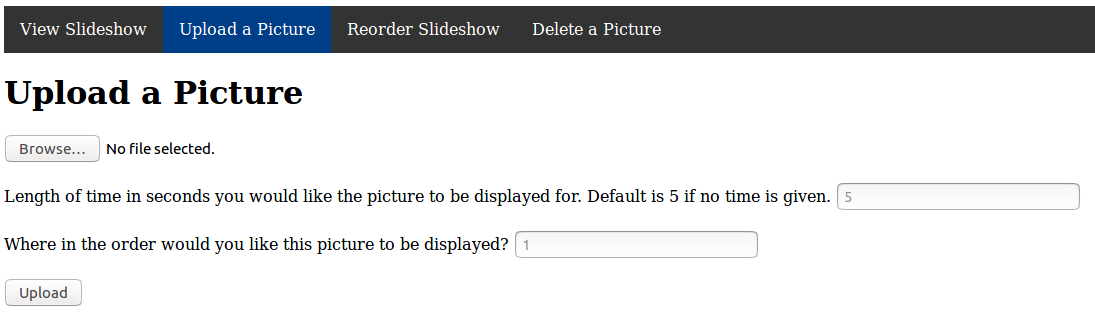 View Slideshow Upload a Picture Reorder Slideshow Delete a Picture
Upload a Picture
Browse... No file selected.
Length of time in seconds you would like the picture to be displayed for. Default is 5 if no time is given. 5
Where in the order would you like this picture to be displayed? 1
Upload